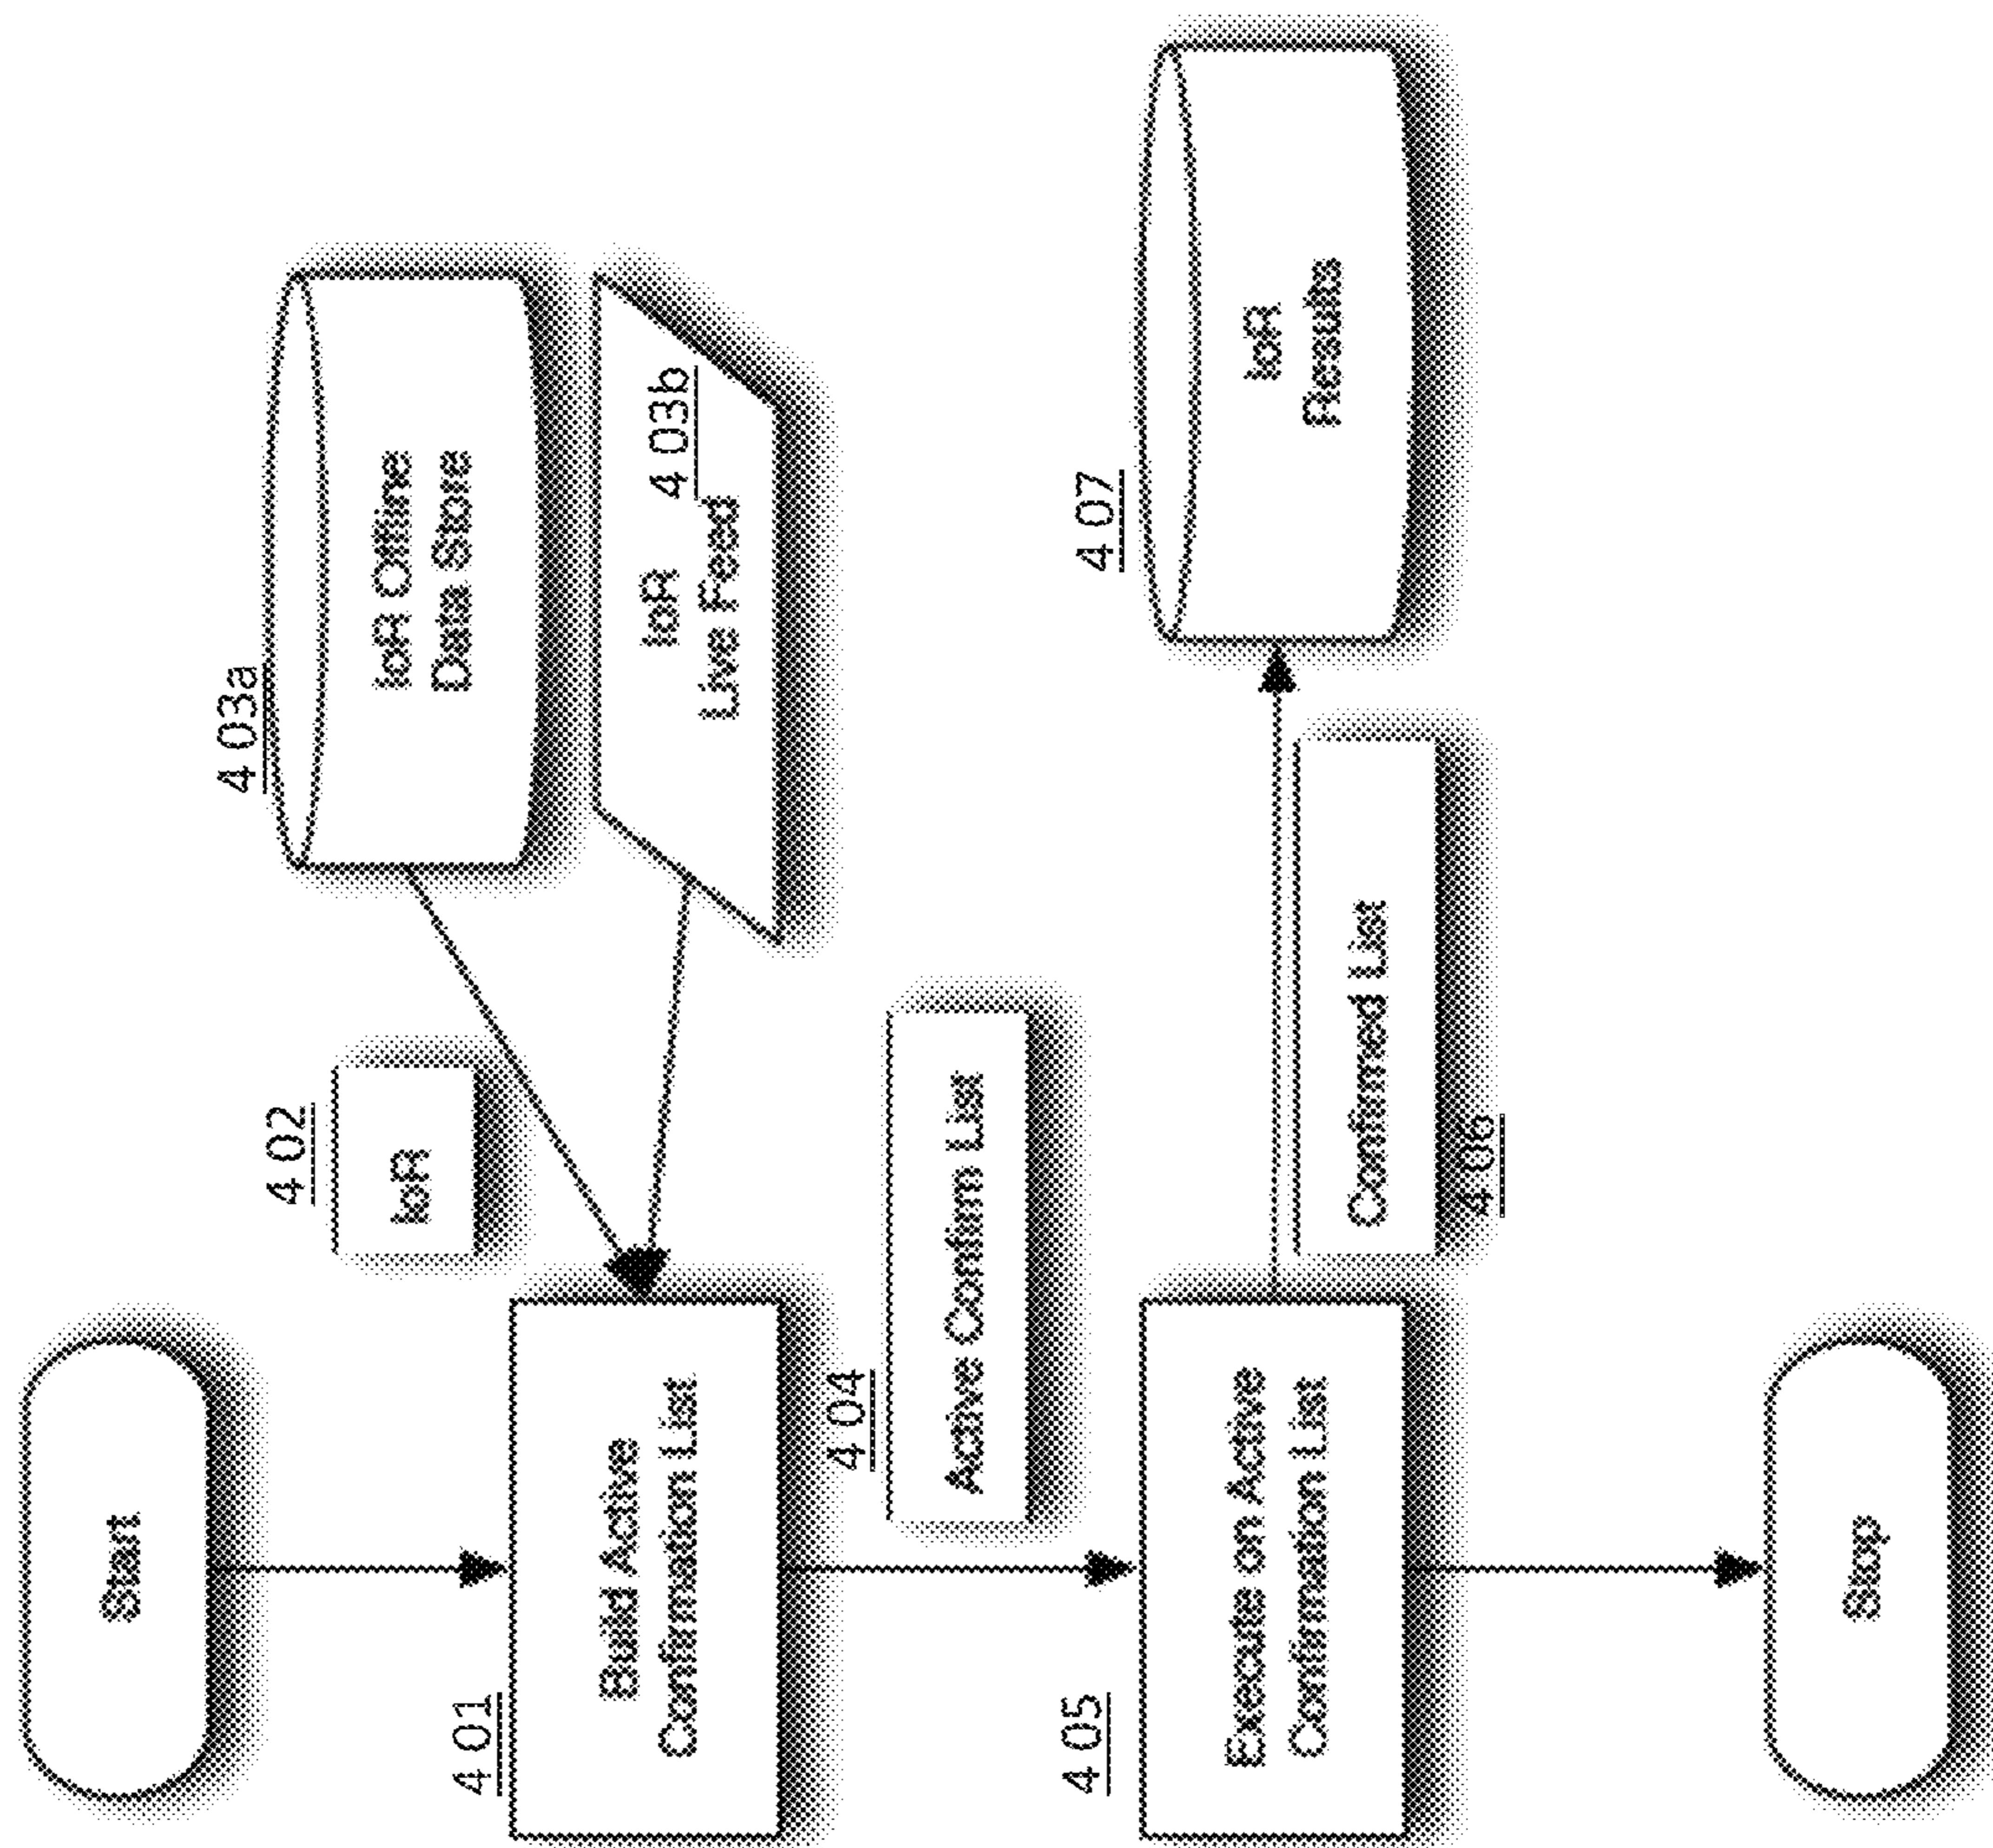 Start
4 01
Build Active
Confirmation List
4 02
IoR
4 03a
IoR Offline
Data Store
IoR
4 03b
Live Feed
4 04
Active Confirm List
4 05
Execute on Active
Confirmation List
Confirmed List
4 06
4 07
IoR
Results
Stop